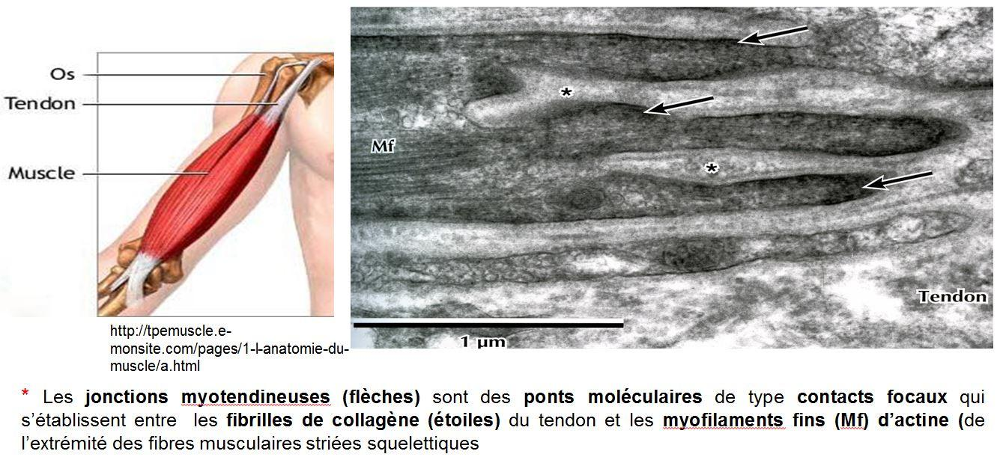 Os
Tendon
Muscle
http://tpemuscle.e-
monsite.com/pages/1-l-anatomie-du-
muscle/a.html
*
Mf
*
Tendon
1 µm
* Les jonctions myotendineuses (flèches) sont des ponts moléculaires de type contacts focaux qui
s’établissent entre les fibrilles de collagène (étoiles) du tendon et les myofilaments fins (Mf) d’actine (de
l’extrémité des fibres musculaires striées squelettiques